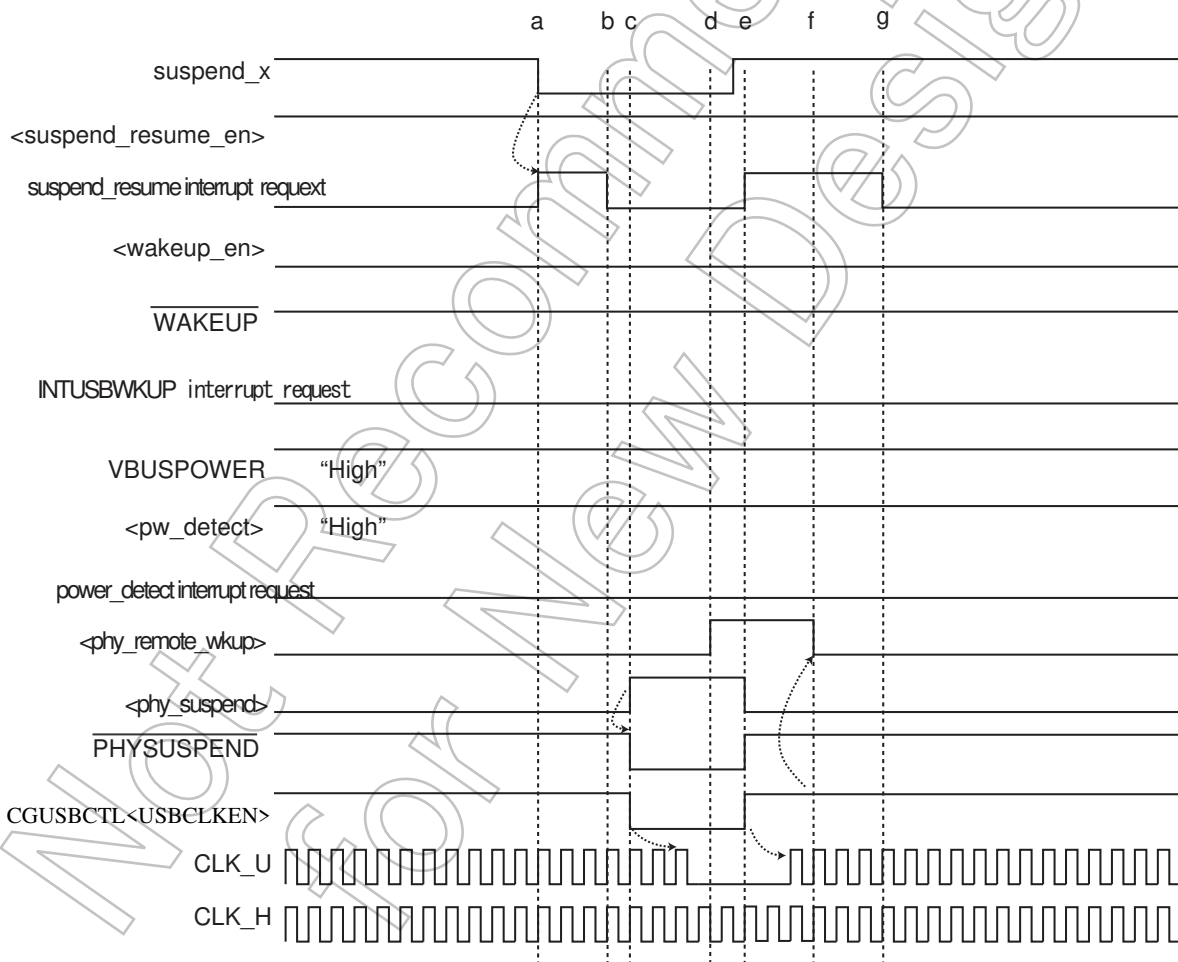 a b c d e f g
suspend_x
<suspend_resume_en>
suspend_resume interrupt requext
<wakeup_en>
WAKEUP
INTUSBWKUP interrupt request
VBUSPOWER "High"
<pw_detect> "High"
power_detect interrupt request
<phy_remote_wkup>
<phy_suspend>
PHYSUSPEND
CGUSBCTL<USBCLKEN>
CLK_U
CLK_H
Not Recommended
for New Design